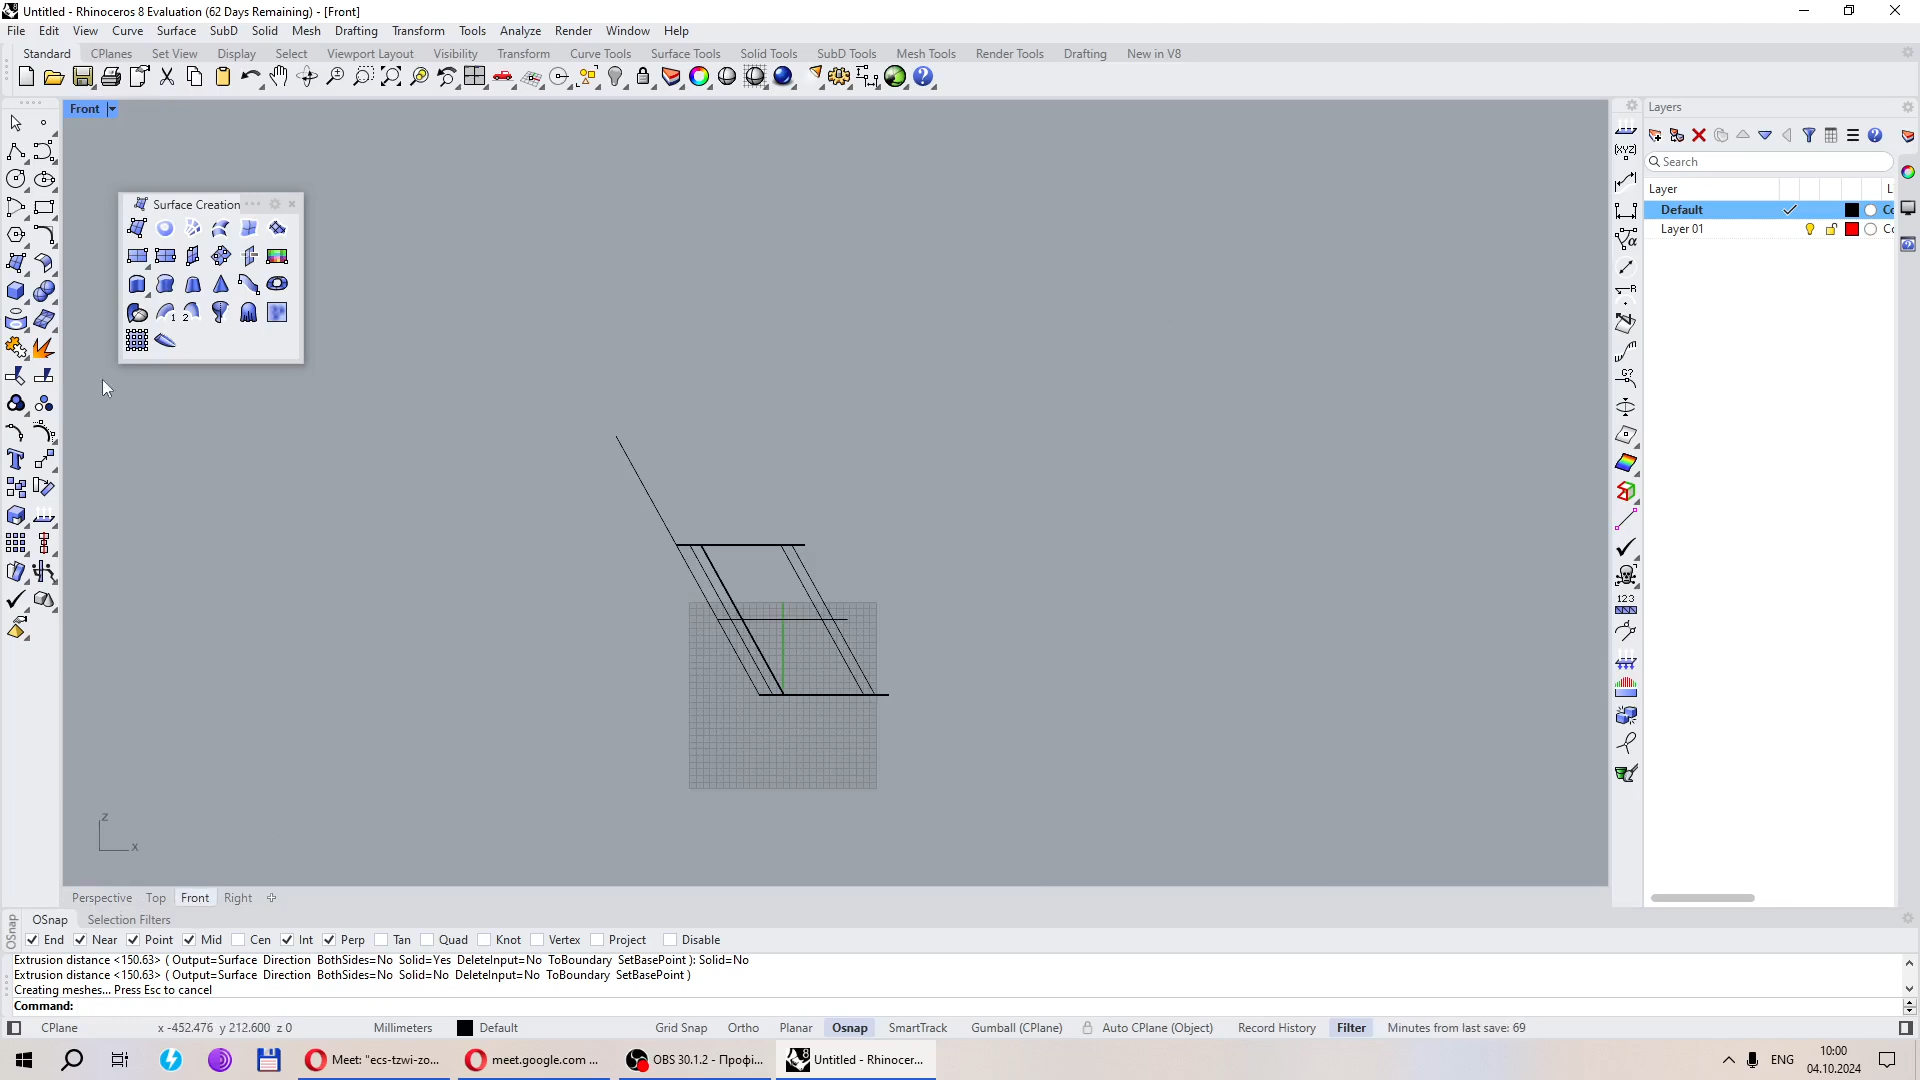 Untitled - Rhinoceros 8 Evaluation (62 Days Remaining) - [Front]
File Edit View Curve Surface SubD Solid Mesh Drafting Transform Tools Analyze Render Window Help
Standard CPlanes Set View Display Select Viewport Layout Visibility Transform Curve Tools Surface Tools Solid Tools SubD Tools Mesh Tools Render Tools Drafting New in V8
Front
Layers
Search
Layer L
Default Cc
Layer 01 Cc
Surface Creation
1 2
(XYZ)
R
G?
123
z
x
Perspective Top Front Right
OSnap
OSnap Selection Filters
End Near Point Mid Cen Int Perp Tan Quad Knot Vertex Project Disable
Extrusion distance <150.63> ( Output=Surface Direction BothSides=No Solid=Yes DeleteInput=No ToBoundary SetBasePoint ): Solid=No
Extrusion distance <150.63> ( Output=Surface Direction BothSides=No Solid=No DeleteInput=No ToBoundary SetBasePoint )
Creating meshes... Press Esc to cancel
Command:
CPlane x -452.476 y 212.600 z 0 Millimeters Default Grid Snap Ortho Planar Osnap SmartTrack Gumball (CPlane) Auto CPlane (Object) Record History Filter Minutes from last save: 69
Meet: "ecs-tzwi-zo... meet.google.com ... OBS 30.1.2 - Профі... Untitled - Rhinocer... ENG 10:00
04.10.2024